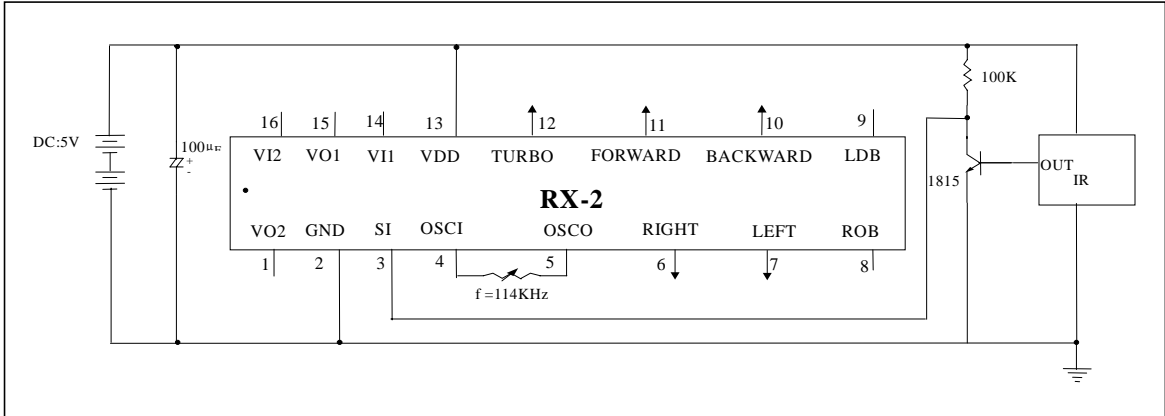 100K
16 15 14 13 12 11 10 9
DC:5V
100μF
+
-
VI2 VO1 VI1 VDD TURBO FORWARD BACKWARD LDB
OUT
IR
1815
RX-2
VO2 GND SI OSCI OSCO RIGHT LEFT ROB
1 2 3 4 5 6 7 8
f =114KHz